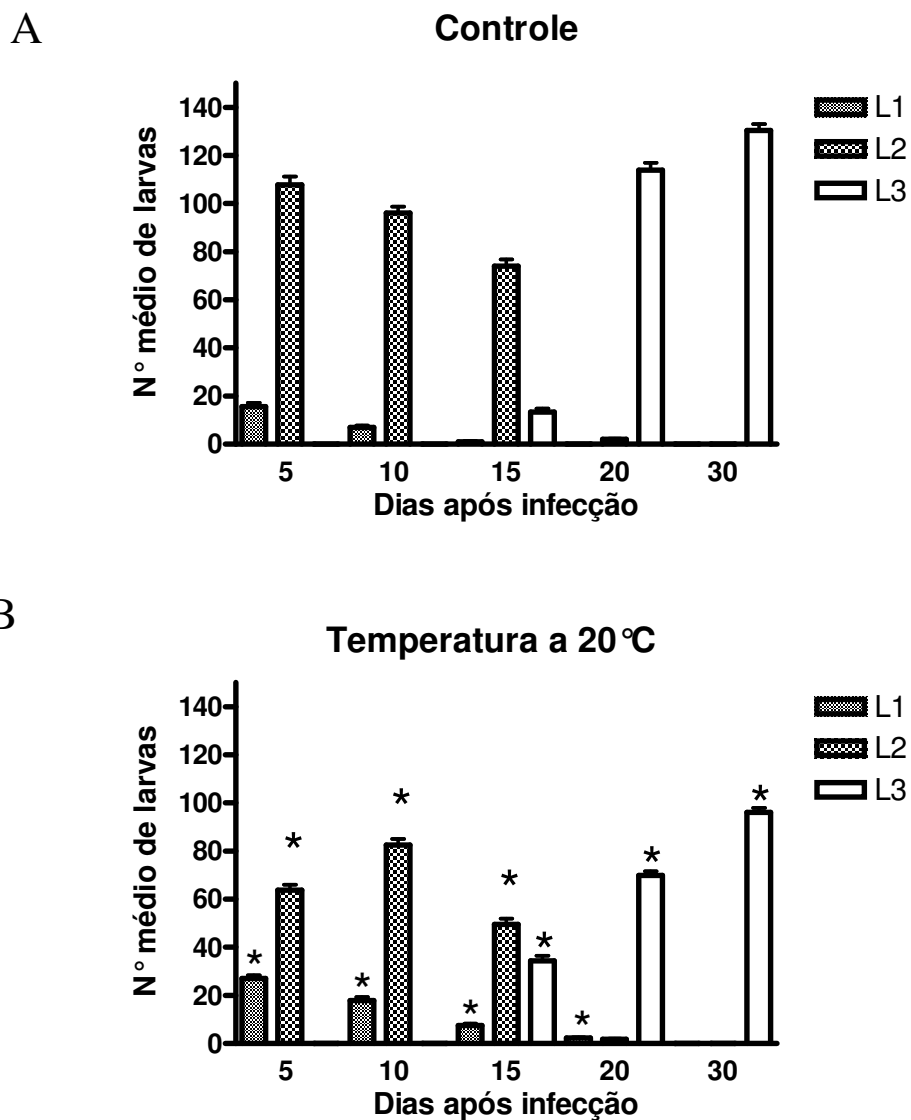 A
Controle
N° médio de larvas
140
120
100
80
60
40
20
0
5 10 15 20 30
Dias após infecção
L1
L2
L3
B
Temperatura a 20°C
N° médio de larvas
140
120
100
80
60
40
20
0
* * * * * * * * * *
5 10 15 20 30
Dias após infecção
L1
L2
L3